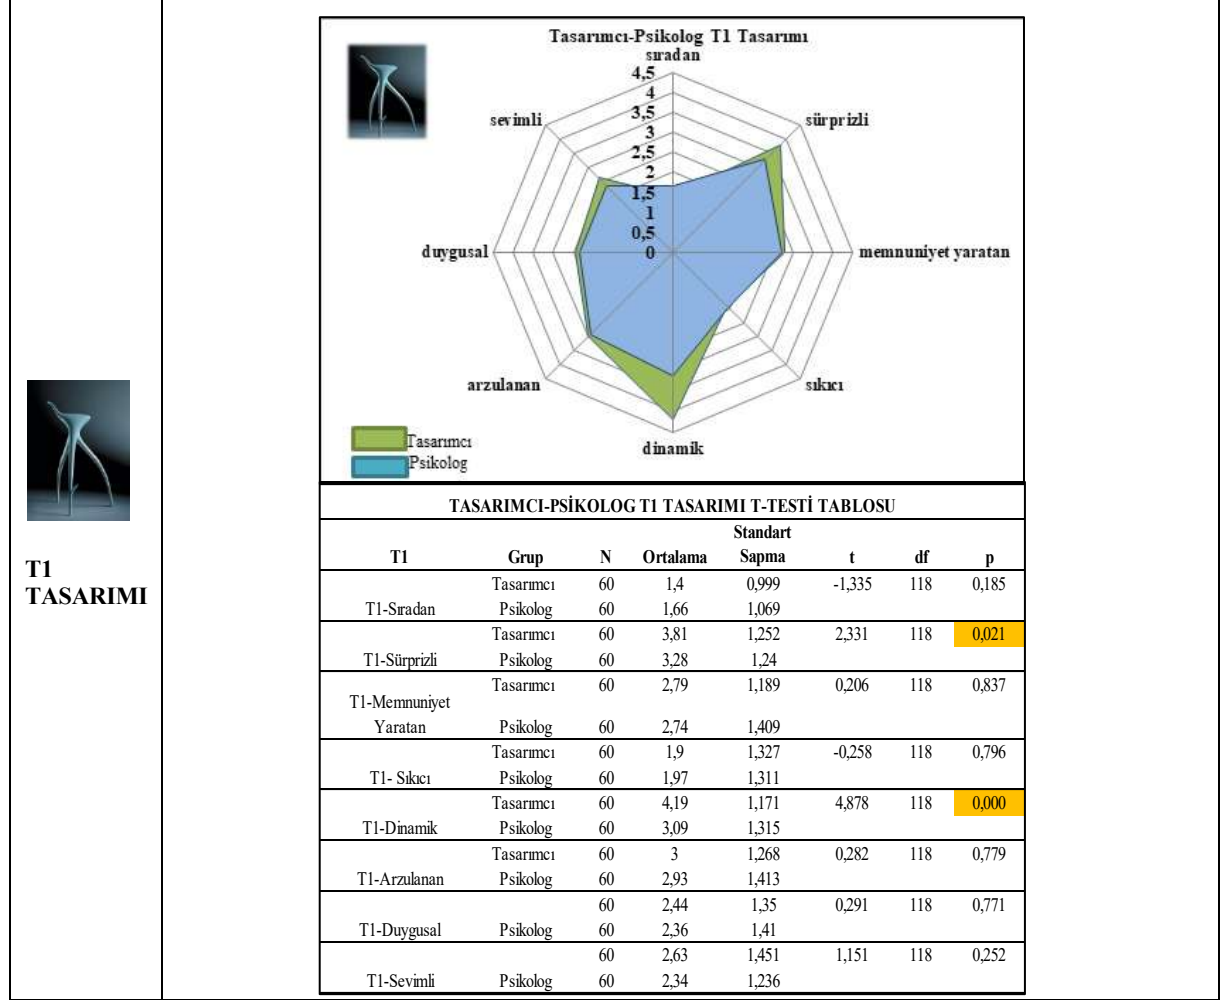 T1
TASARIMI
Tasarımcı-Psikolog T1 Tasarımı
sıradan
4,5
4
3,5
3
2,5
2
1,5
1
0,5
0
sürprizli
memnuniyet yaratan
sıkıcı
dinamik
arzulanan
duygusal
sevimli
Tasarımcı
Psikolog
TASARIMCI-PSİKOLOG T1 TASARIMI T-TESTİ TABLOSU
T1 Grup N Ortalama Standart Sapma t df p
Tasarımcı 60 1,4 0,999 -1,335 118 0,185
T1-Sıradan Psikolog 60 1,66 1,069
Tasarımcı 60 3,81 1,252 2,331 118 0,021
T1-Sürprizli Psikolog 60 3,28 1,24
Tasarımcı 60 2,79 1,189 0,206 118 0,837
T1-Memnuniyet
Yaratan Psikolog 60 2,74 1,409
Tasarımcı 60 1,9 1,327 -0,258 118 0,796
T1- Sıkıcı Psikolog 60 1,97 1,311
Tasarımcı 60 4,19 1,171 4,878 118 0,000
T1-Dinamik Psikolog 60 3,09 1,315
Tasarımcı 60 3 1,268 0,282 118 0,779
T1-Arzulanan Psikolog 60 2,93 1,413
60 2,44 1,35 0,291 118 0,771
T1-Duygusal Psikolog 60 2,36 1,41
60 2,63 1,451 1,151 118 0,252
T1-Sevimli Psikolog 60 2,34 1,236